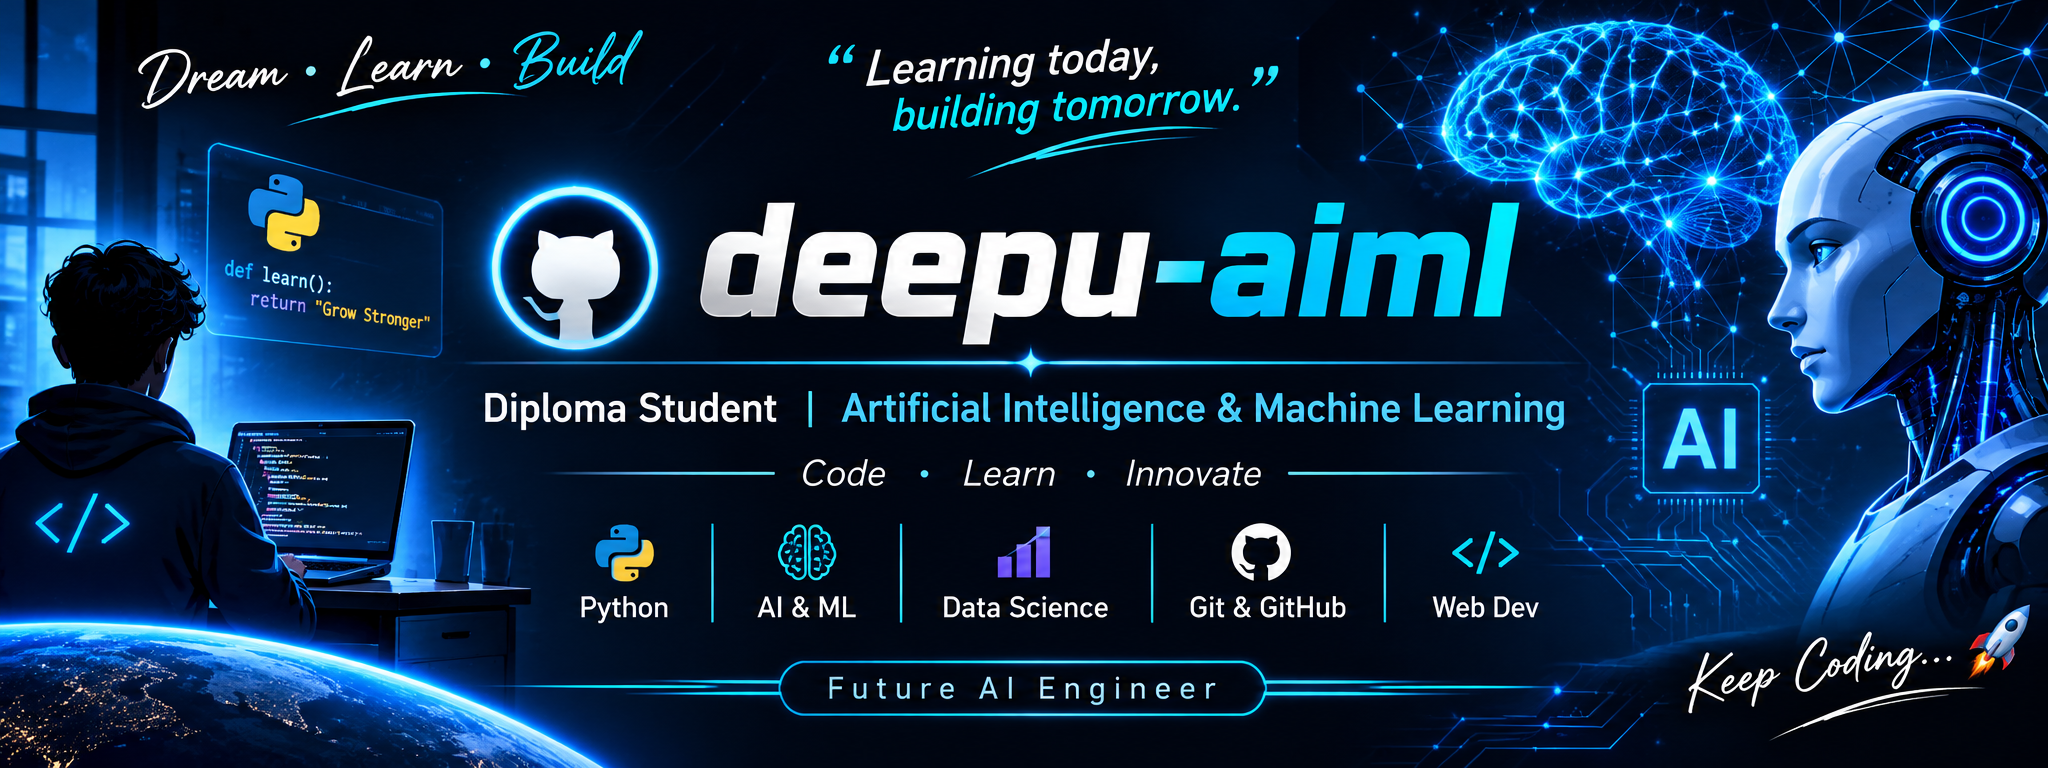 Dream • Learn • Build
“ Learning today,
building tomorrow. ”
def learn():
return "Grow Stronger"
deepu-aiml
Diploma Student | Artificial Intelligence & Machine Learning
Code • Learn • Innovate
</>
AI
Python
AI & ML
Data Science
Git & GitHub
</>
Web Dev
Future AI Engineer
Keep Coding...